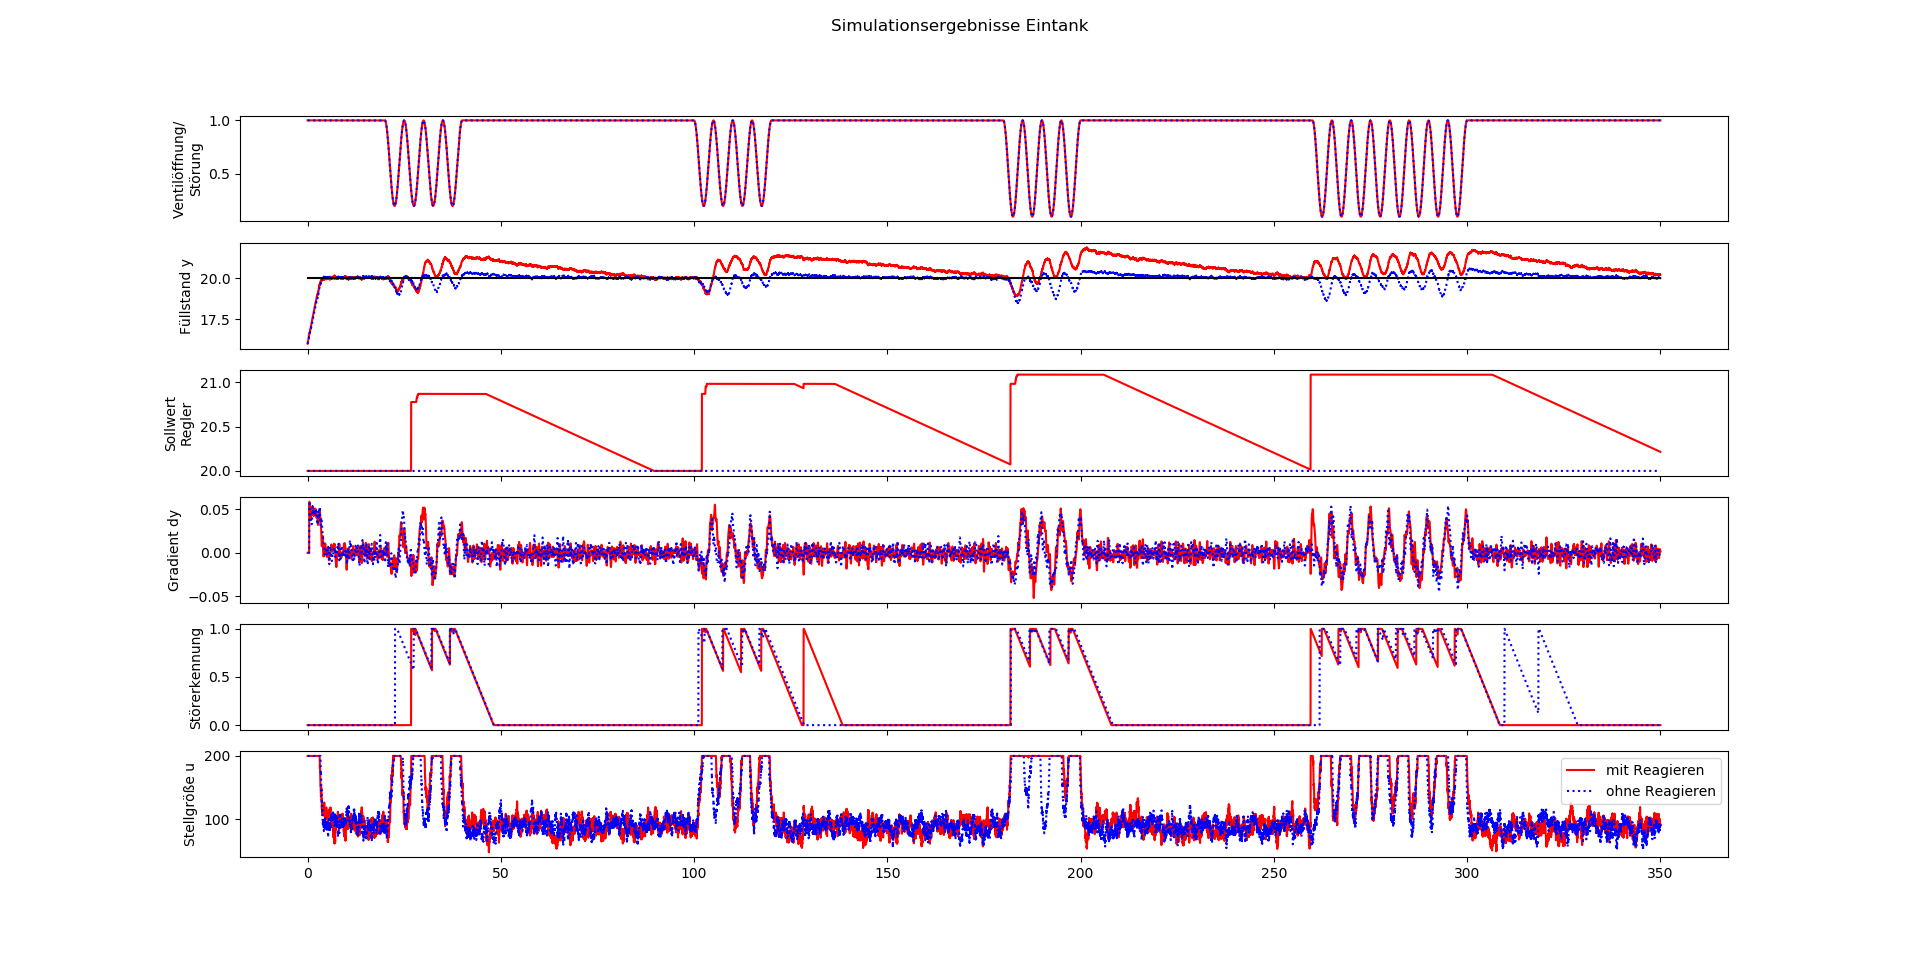 Simulationsergebnisse Eintank
Ventilöffnung/
Störung
1.0
0.5
Füllstand y
20.0
17.5
Sollwert
Regler
21.0
20.5
20.0
Gradient dy
0.05
0.00
−0.05
Störerkennung
1.0
0.5
0.0
Stellgröße u
200
100
mit Reagieren
ohne Reagieren
0 50 100 150 200 250 300 350